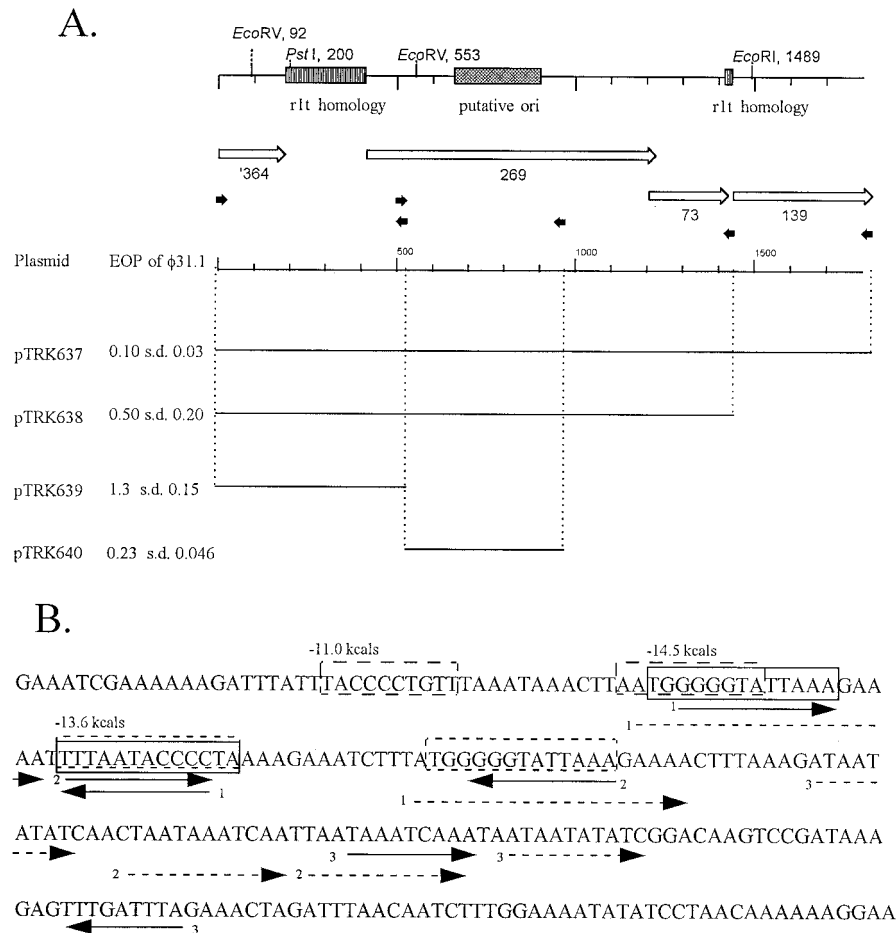 A.
EcoRV, 92
Pst I, 200
EcoRV, 553
EcoRI, 1489
r1t homology
putative ori
r1t homology
'364
269
73
139
Plasmid
EOP of ϕ31.1
500
1000
1500
pTRK637
0.10 s.d. 0.03
pTRK638
0.50 s.d. 0.20
pTRK639
1.3 s.d. 0.15
pTRK640
0.23 s.d. 0.046
B.
-11.0 kcals
-14.5 kcals
GAAATCGAAAAAAGATTTATTTACCCCTGTTTAAATAAACTTAATGGGGGTATTAAAGAA
1
1
-13.6 kcals
AATTTTAATACCCCTAAAAGAAATCTTTATGGGGGTATTAAAGAAAACTTTAAAGATAAT
2
1
2
3
1
ATATCAACTAATAAATCAATTAATAAATCAAATAATAATATATCGGACAAGTCCGATAAA
3
3
2
2
GAGTTTGATTTAGAAACTAGATTTAACAATCTTTGGAAAATATATCCTAACAAAAAAGGAA
3